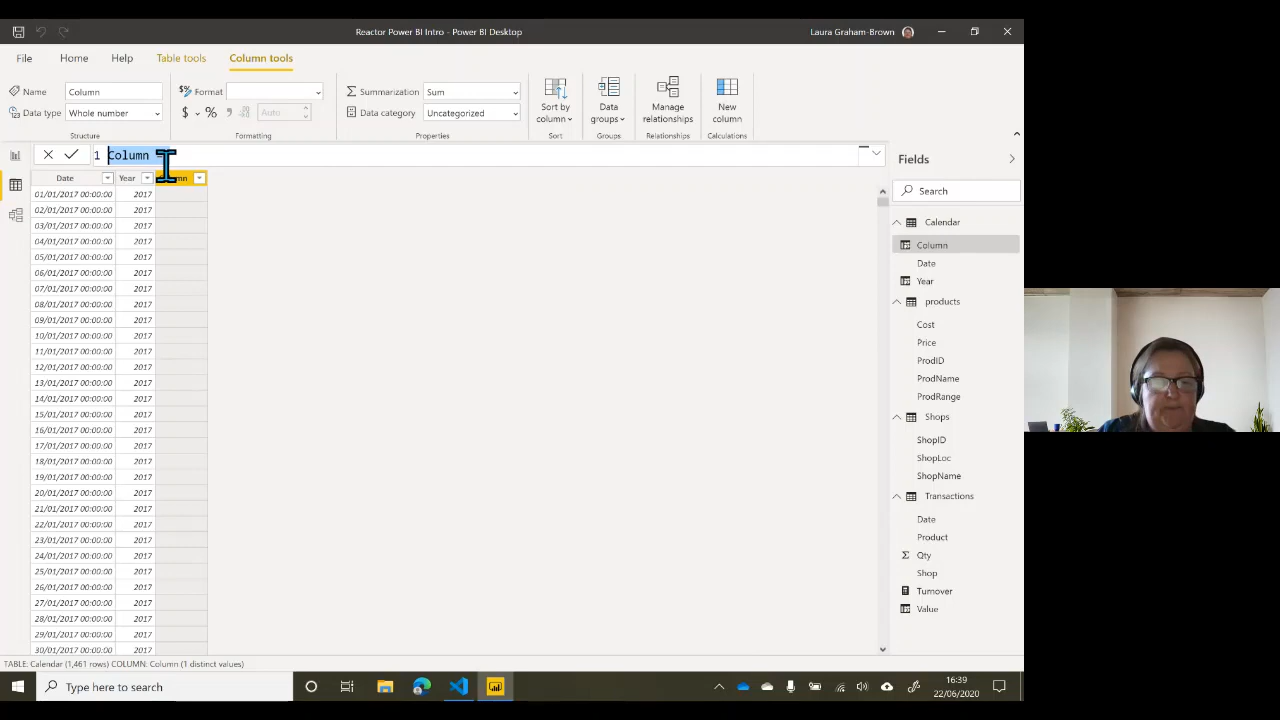 Reactor Power BI Intro - Power BI Desktop
Laura Graham-Brown
File Home Help Table tools Column tools
Name Column
Data type Whole number
Structure
Format
$ % Auto
Formatting
Summarization Sum
Data category Uncategorized
Properties
Sort by column
Sort
Data groups
Groups
Manage relationships
Relationships
New column
Calculations
1 Column =
Date Year
01/01/2017 00:00:00 2017
02/01/2017 00:00:00 2017
03/01/2017 00:00:00 2017
04/01/2017 00:00:00 2017
05/01/2017 00:00:00 2017
06/01/2017 00:00:00 2017
07/01/2017 00:00:00 2017
08/01/2017 00:00:00 2017
09/01/2017 00:00:00 2017
10/01/2017 00:00:00 2017
11/01/2017 00:00:00 2017
12/01/2017 00:00:00 2017
13/01/2017 00:00:00 2017
14/01/2017 00:00:00 2017
15/01/2017 00:00:00 2017
16/01/2017 00:00:00 2017
17/01/2017 00:00:00 2017
18/01/2017 00:00:00 2017
19/01/2017 00:00:00 2017
20/01/2017 00:00:00 2017
21/01/2017 00:00:00 2017
22/01/2017 00:00:00 2017
23/01/2017 00:00:00 2017
24/01/2017 00:00:00 2017
25/01/2017 00:00:00 2017
26/01/2017 00:00:00 2017
27/01/2017 00:00:00 2017
28/01/2017 00:00:00 2017
29/01/2017 00:00:00 2017
30/01/2017 00:00:00 2017
Fields
Search
Calendar
Column
Date
Year
products
Cost
Price
ProdID
ProdName
ProdRange
Shops
ShopID
ShopLoc
ShopName
Transactions
Date
Product
Qty
Shop
Turnover
Value
TABLE: Calendar (1,461 rows) COLUMN: Column (1 distinct values)
Type here to search
16:39
22/06/2020